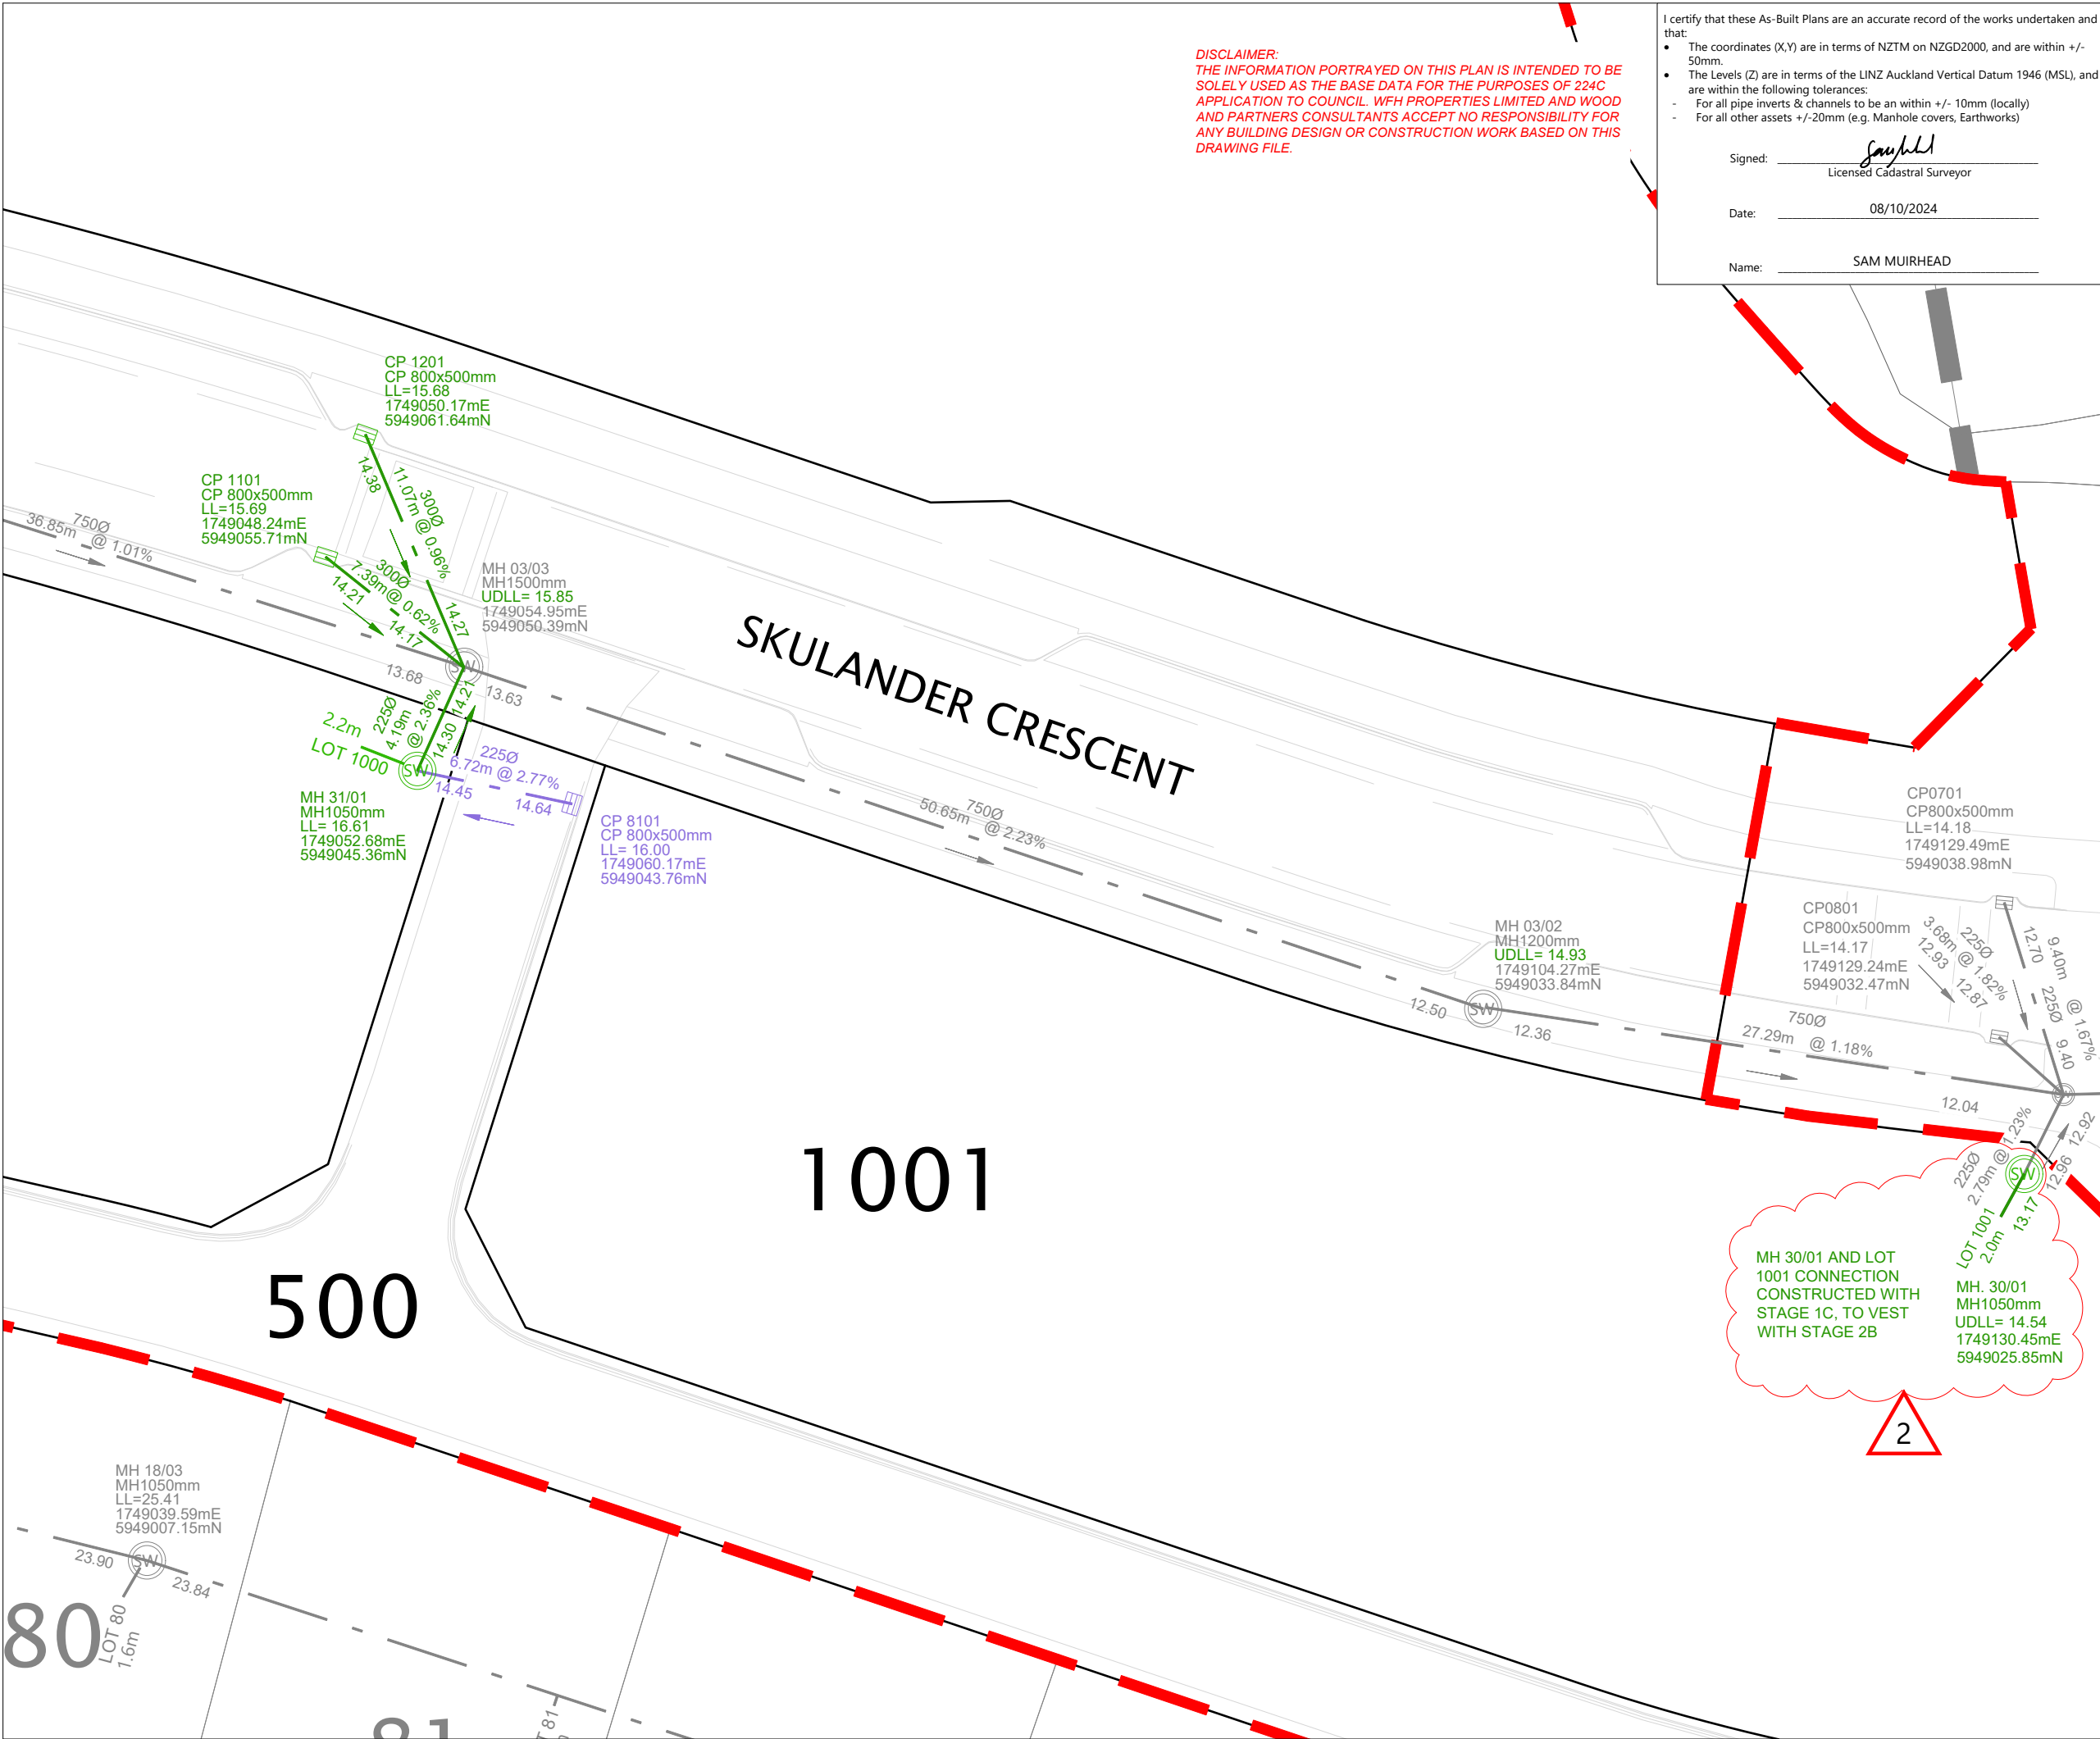 I certify that these As-Built Plans are an accurate record of the works undertaken and
that:
• The coordinates (X,Y) are in terms of NZTM on NZGD2000, and are within +/-
50mm.
• The Levels (Z) are in terms of the LINZ Auckland Vertical Datum 1946 (MSL), and
are within the following tolerances:
- For all pipe inverts & channels to be an within +/- 10mm (locally)
- For all other assets +/-20mm (e.g. Manhole covers, Earthworks)
Signed:
Licensed Cadastral Surveyor
Date: 08/10/2024
Name: SAM MUIRHEAD
DISCLAIMER:
THE INFORMATION PORTRAYED ON THIS PLAN IS INTENDED TO BE
SOLELY USED AS THE BASE DATA FOR THE PURPOSES OF 224C
APPLICATION TO COUNCIL. WFH PROPERTIES LIMITED AND WOOD
AND PARTNERS CONSULTANTS ACCEPT NO RESPONSIBILITY FOR
ANY BUILDING DESIGN OR CONSTRUCTION WORK BASED ON THIS
DRAWING FILE.
CP 1201
CP 800x500mm
LL=15.68
1749050.17mE
5949061.64mN
14.38
300Ø
11.07m @ 0.96%
14.27
CP 1101
CP 800x500mm
LL=15.69
1749048.24mE
5949055.71mN
750Ø
36.85m @ 1.01%
300Ø
7.39m@ 0.62%
14.21
14.17
MH 03/03
MH1500mm
UDLL= 15.85
1749054.95mE
5949050.39mN
13.68
13.63
225Ø
4.19m
@ 2.36%
14.30
14.21
2.2m
LOT 1000
SW
SW
225Ø
6.72m @ 2.77%
14.45
14.64
MH 31/01
MH1050mm
LL= 16.61
1749052.68mE
5949045.36mN
CP 8101
CP 800x500mm
LL= 16.00
1749060.17mE
5949043.76mN
SKULANDER CRESCENT
750Ø
50.65m @ 2.23%
CP0701
CP800x500mm
LL=14.18
1749129.49mE
5949038.98mN
CP0801
CP800x500mm
LL=14.17
1749129.24mE
5949032.47mN
225Ø
3.68m @ 1.82%
12.93
12.87
12.70
9.40m @ 1.67%
225Ø
9.40
MH 03/02
MH1200mm
UDLL= 14.93
1749104.27mE
5949033.84mN
12.50
SW
12.36
750Ø
27.29m @ 1.18%
12.04
225Ø
2.79m @ 1.23%
12.96
12.92
SW
LOT 1001
2.0m
13.17
MH 30/01 AND LOT
1001 CONNECTION
CONSTRUCTED WITH
STAGE 1C, TO VEST
WITH STAGE 2B
MH. 30/01
MH1050mm
UDLL= 14.54
1749130.45mE
5949025.85mN
2
1001
500
MH 18/03
MH1050mm
LL=25.41
1749039.59mE
5949007.15mN
23.90
SW
23.84
80
LOT 80
1.6m
81
T 81